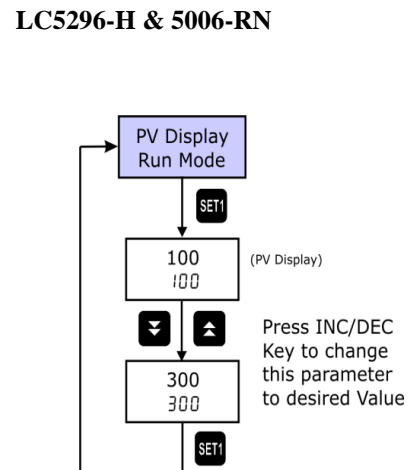 LC5296-H & 5006-RN
PV Display
Run Mode
SET1
100
100
(PV Display)
Press INC/DEC
Key to change
this parameter
to desired Value
300
300
SET1